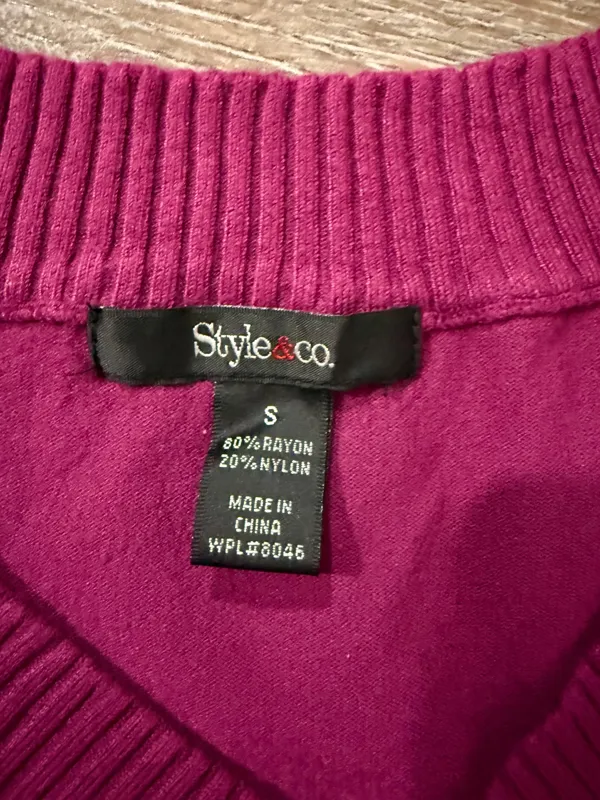 Style&co.
S
80%RAYON
20%NYLON
MADE IN
CHINA
WPL#8046